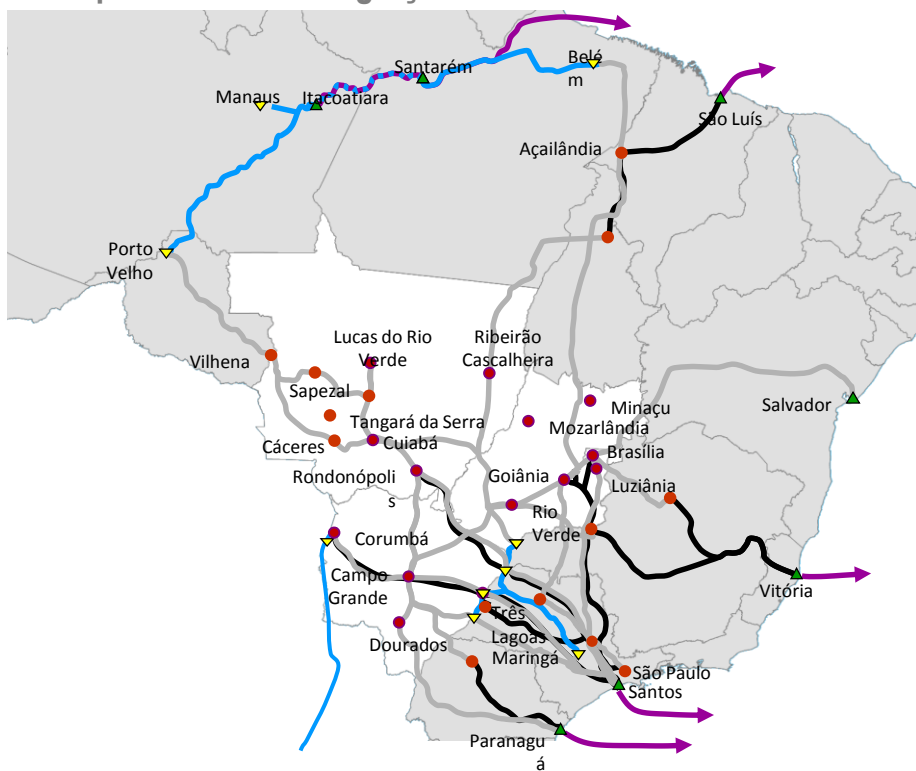 Belé
m
Santarém
Manaus
Itacoatiara
São Luís
Açailândia
Porto
Velho
Lucas do Rio
Verde
Ribeirão
Cascalheira
Vilhena
Sapezal
Minaçu
Salvador
Tangará da Serra
Mozarlândia
Cuiabá
Cáceres
Brasília
Rondonópoli
s
Goiânia
Luziânia
Rio
Verde
Corumbá
Campo
Grande
Vitória
Três
Lagoas
Dourados
Maringá
São Paulo
Santos
Paranagu
á